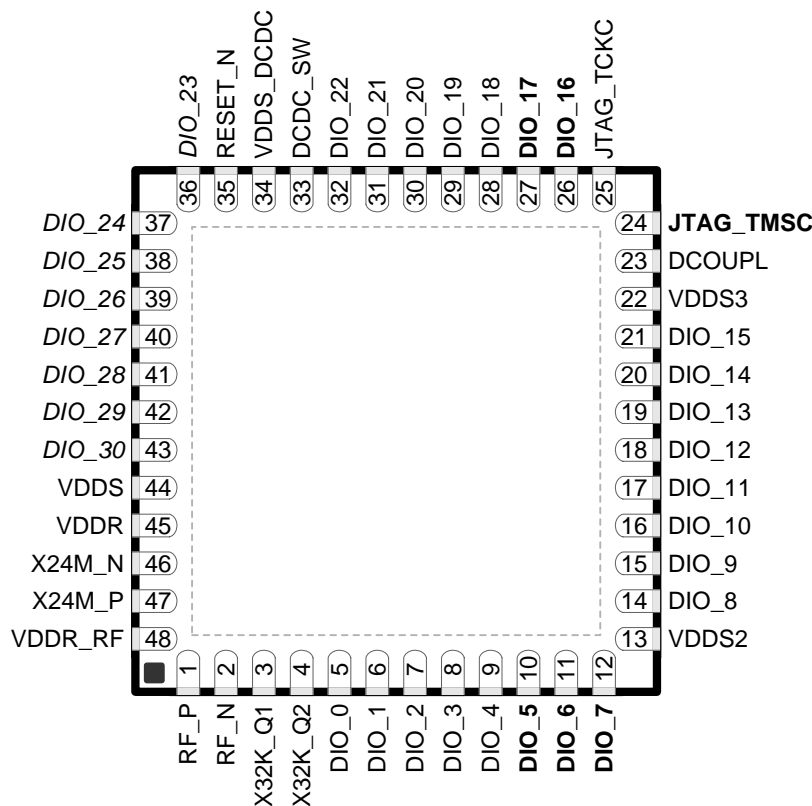 DIO_23
RESET_N
VDDS_DCDC
DCDC_SW
DIO_22
DIO_21
DIO_20
DIO_19
DIO_18
DIO_17
DIO_16
JTAG_TCKC
36
35
34
33
32
31
30
29
28
27
26
25
DIO_24 37
DIO_25 38
DIO_26 39
DIO_27 40
DIO_28 41
DIO_29 42
DIO_30 43
VDDS 44
VDDR 45
X24M_N 46
X24M_P 47
VDDR_RF 48
24 JTAG_TMSC
23 DCOUPL
22 VDDS3
21 DIO_15
20 DIO_14
19 DIO_13
18 DIO_12
17 DIO_11
16 DIO_10
15 DIO_9
14 DIO_8
13 VDDS2
1
2
3
4
5
6
7
8
9
10
11
12
RF_P
RF_N
X32K_Q1
X32K_Q2
DIO_0
DIO_1
DIO_2
DIO_3
DIO_4
DIO_5
DIO_6
DIO_7